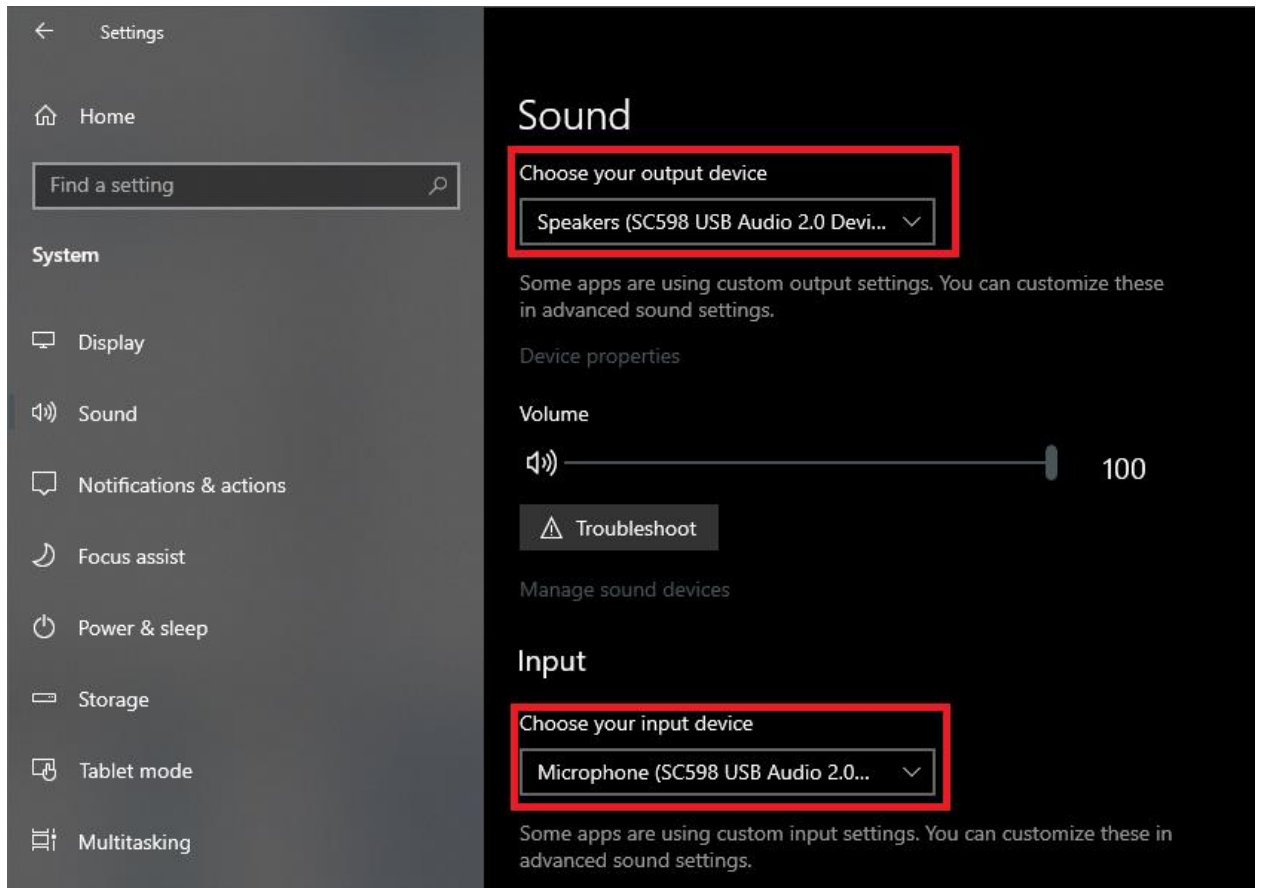 Settings
Home
Find a setting
System
Display
Sound
Notifications & actions
Focus assist
Power & sleep
Storage
Tablet mode
Multitasking
Sound
Choose your output device
Speakers (SC598 USB Audio 2.0 Devi...
Some apps are using custom output settings. You can customize these
in advanced sound settings.
Device properties
Volume
100
Troubleshoot
Manage sound devices
Input
Choose your input device
Microphone (SC598 USB Audio 2.0...
Some apps are using custom input settings. You can customize these in
advanced sound settings.